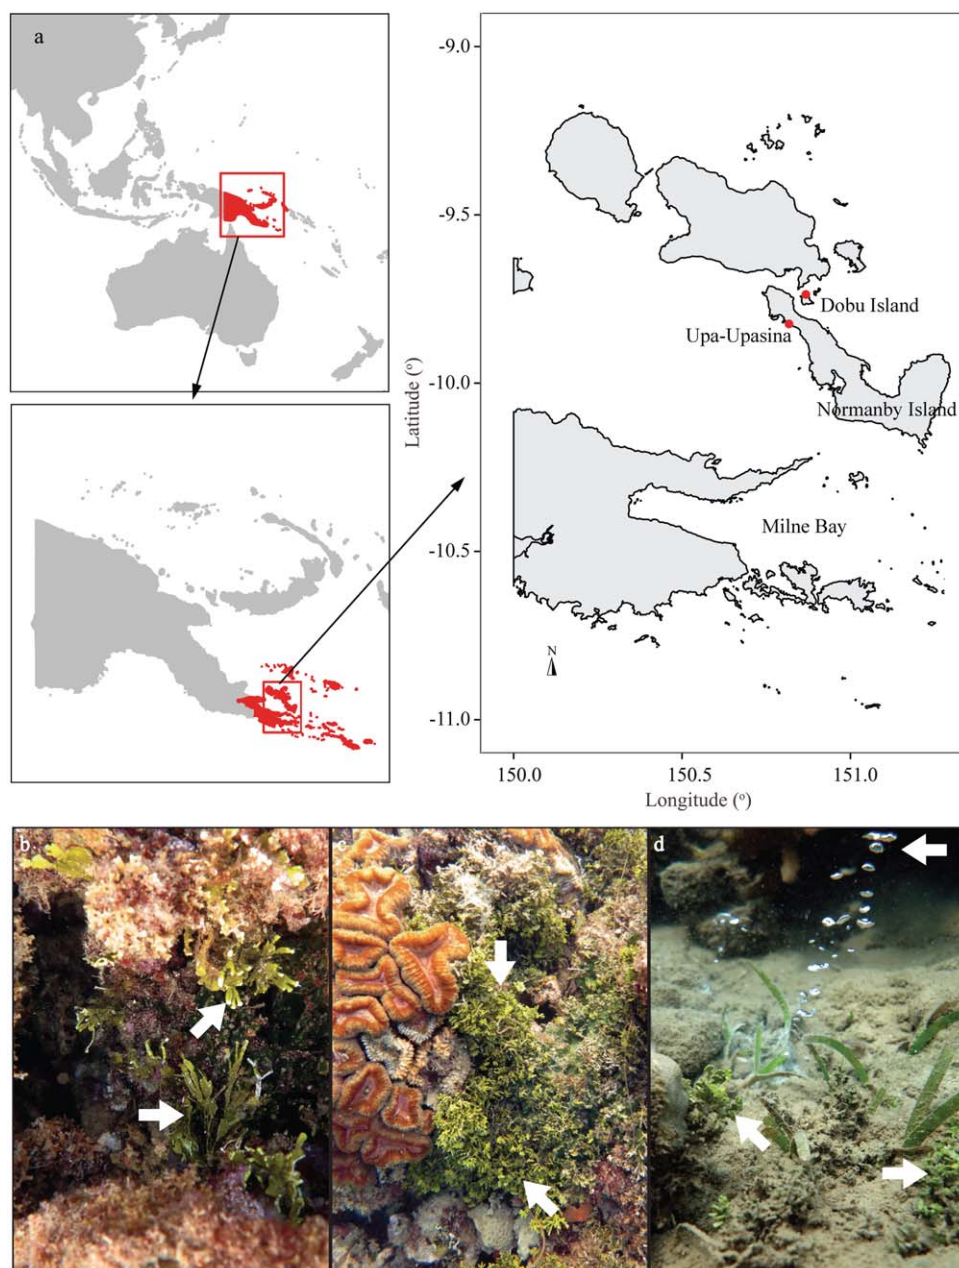 a
-9.0
-9.5
Dobu Island
Upa-Upasina
-10.0
Normanby Island
Latitude (º)
Milne Bay
-10.5
N
-11.0
150.0 150.5 151.0
Longitude (º)
b
c
d